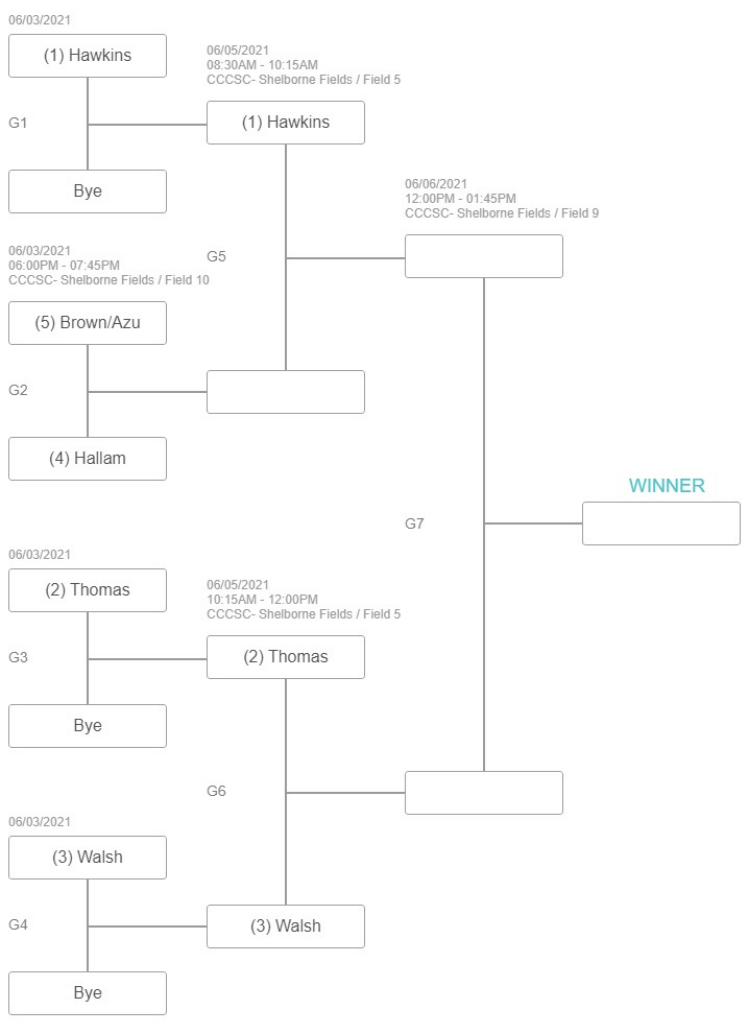 06/03/2021
(1) Hawkins
G1
Bye
06/03/2021
06:00PM - 07:45PM
CCCSC- Shelborne Fields / Field 10
(5) Brown/Azu
G2
(4) Hallam
06/03/2021
(2) Thomas
G3
Bye
06/03/2021
(3) Walsh
G4
Bye
06/05/2021
08:30AM - 10:15AM
CCCSC- Shelborne Fields / Field 5
(1) Hawkins
G5
06/05/2021
10:15AM - 12:00PM
CCCSC- Shelborne Fields / Field 5
(2) Thomas
G6
(3) Walsh
06/06/2021
12:00PM - 01:45PM
CCCSC- Shelborne Fields / Field 9
G7
WINNER